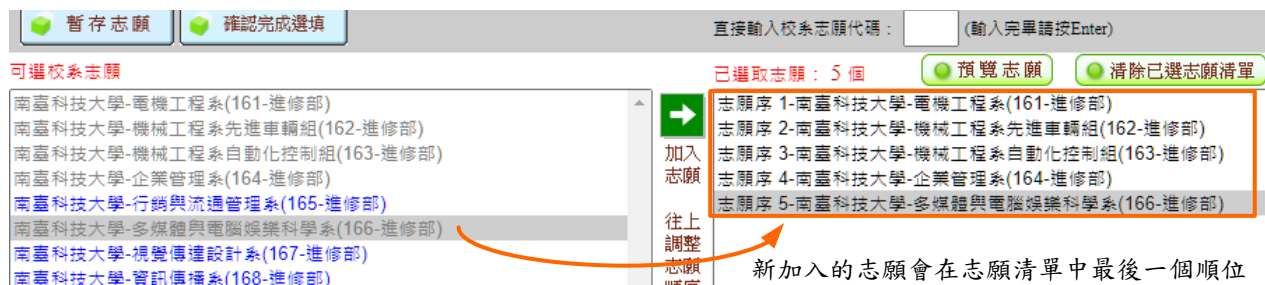 暫存志願
確認完成選填
直接輸入校系志願代碼：
(輸入完畢請按Enter)
可選校系志願
已選取志願：5 個
預覽志願
清除已選志願清單
南臺科技大學-電機工程系(161-進修部)
南臺科技大學-機械工程系先進車輛組(162-進修部)
南臺科技大學-機械工程系自動化控制組(163-進修部)
南臺科技大學-企業管理系(164-進修部)
南臺科技大學-行銷與流通管理系(165-進修部)
南臺科技大學-多媒體與電腦娛樂科學系(166-進修部)
南臺科技大學-視覺傳達設計系(167-進修部)
南臺科技大學-資訊傳播系(168-進修部)
加入
志願
往上
調整
志願
順序
志願序 1-南臺科技大學-電機工程系(161-進修部)
志願序 2-南臺科技大學-機械工程系先進車輛組(162-進修部)
志願序 3-南臺科技大學-機械工程系自動化控制組(163-進修部)
志願序 4-南臺科技大學-企業管理系(164-進修部)
志願序 5-南臺科技大學-多媒體與電腦娛樂科學系(166-進修部)
新加入的志願會在志願清單中最後一個順位